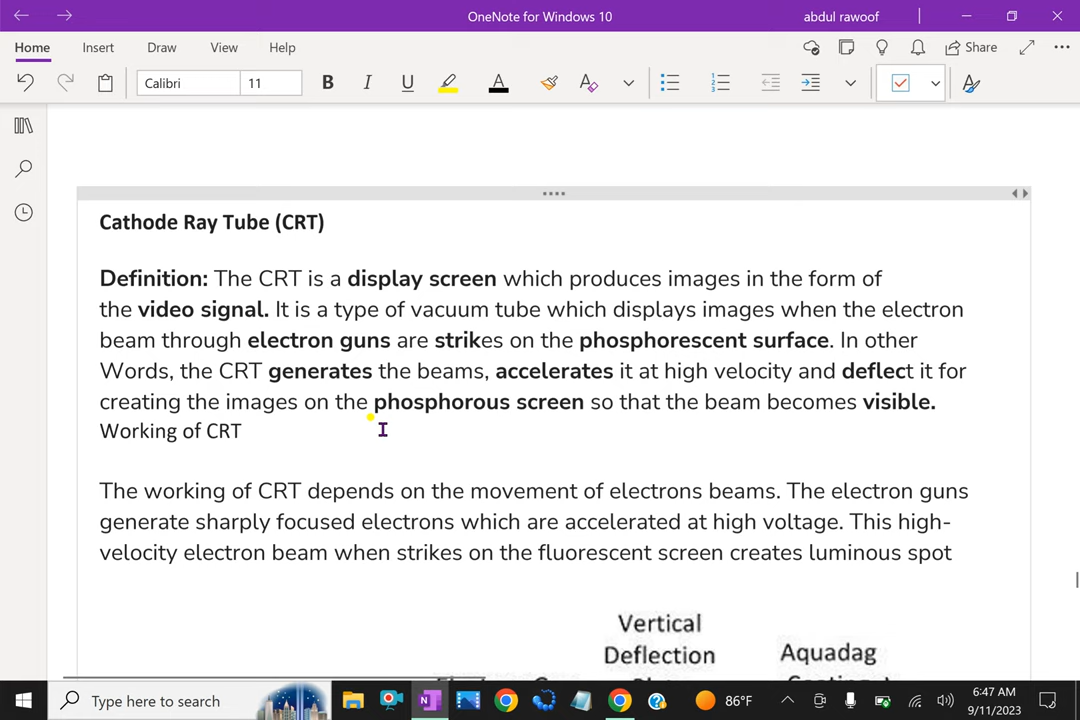 OneNote for Windows 10
abdul rawoof
Home Insert Draw View Help
Share
Calibri 11
Cathode Ray Tube (CRT)
Definition: The CRT is a display screen which produces images in the form of
the video signal. It is a type of vacuum tube which displays images when the electron
beam through electron guns are strikes on the phosphorescent surface. In other
Words, the CRT generates the beams, accelerates it at high velocity and deflect it for
creating the images on the phosphorous screen so that the beam becomes visible.
Working of CRT
The working of CRT depends on the movement of electrons beams. The electron guns
generate sharply focused electrons which are accelerated at high voltage. This high-
velocity electron beam when strikes on the fluorescent screen creates luminous spot
Vertical
Deflection
Aquadag
Type here to search
86°F
6:47 AM
9/11/2023